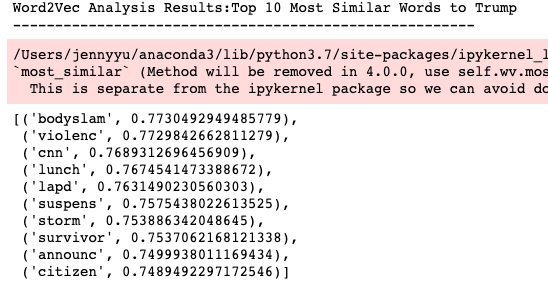 Word2Vec Analysis Results:Top 10 Most Similar Words to Trump
-------------------------------------------------------
/Users/jennyyu/anaconda3/lib/python3.7/site-packages/ipykernel_l
`most_similar` (Method will be removed in 4.0.0, use self.wv.mos
This is separate from the ipykernel package so we can avoid do
[('bodyslam', 0.7730492949485779),
('violenc', 0.7729842662811279),
('cnn', 0.7689312696456909),
('lunch', 0.7674541473388672),
('lapd', 0.7631490230560303),
('suspens', 0.7575438022613525),
('storm', 0.753886342048645),
('survivor', 0.7537062168121338),
('announc', 0.7499938011169434),
('citizen', 0.7489492297172546)]